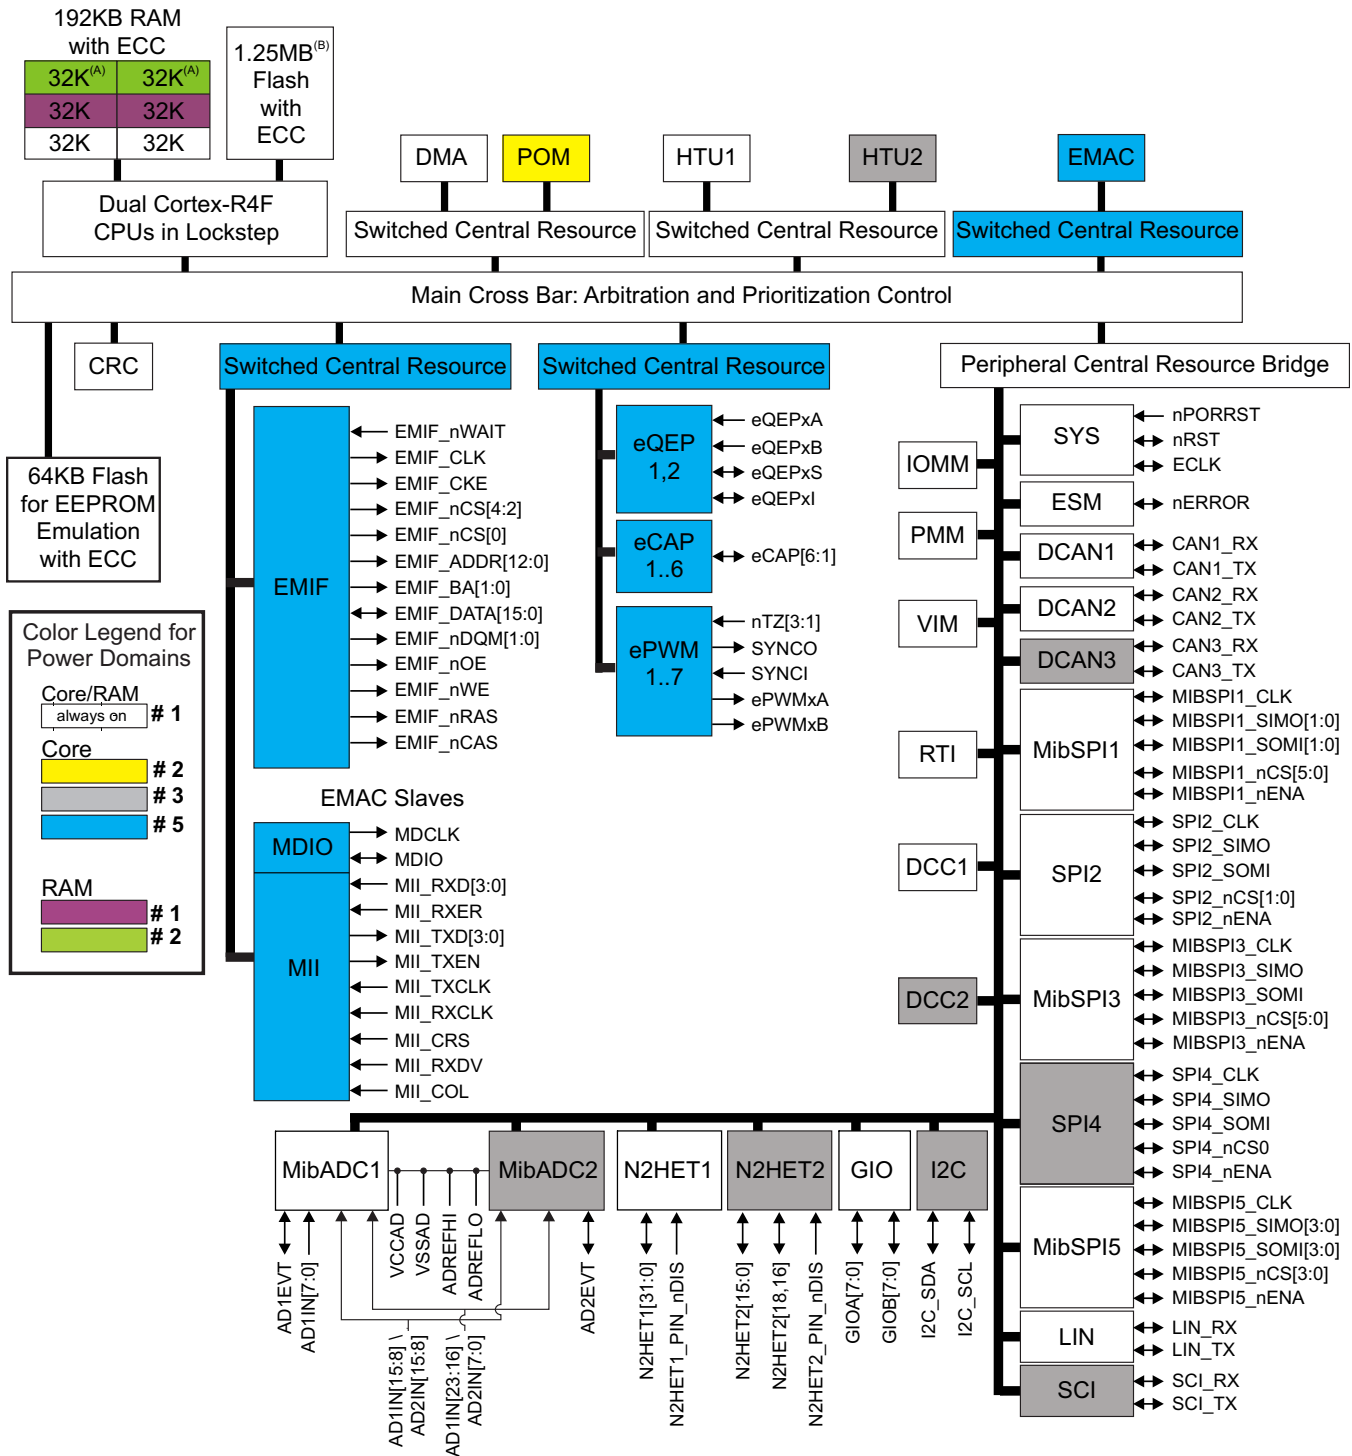 192KB RAM
with ECC
32K(A) 32K(A)
32K 32K
32K 32K
1.25MB(B)
Flash
with
ECC
DMA
POM
HTU1
HTU2
EMAC
Dual Cortex-R4F
CPUs in Lockstep
Switched Central Resource
Switched Central Resource
Switched Central Resource
Main Cross Bar: Arbitration and Prioritization Control
CRC
Switched Central Resource
Switched Central Resource
Peripheral Central Resource Bridge
64KB Flash
for EEPROM
Emulation
with ECC
Color Legend for
Power Domains
Core/RAM
always on
# 1
Core
# 2
# 3
# 5
RAM
# 1
# 2
EMIF
EMIF_nWAIT
EMIF_CLK
EMIF_CKE
EMIF_nCS[4:2]
EMIF_nCS[0]
EMIF_ADDR[12:0]
EMIF_BA[1:0]
EMIF_DATA[15:0]
EMIF_nDQM[1:0]
EMIF_nOE
EMIF_nWE
EMIF_nRAS
EMIF_nCAS
EMAC Slaves
MDIO
MDCLK
MDIO
MII
MII_RXD[3:0]
MII_RXER
MII_TXD[3:0]
MII_TXEN
MII_TXCLK
MII_RXCLK
MII_CRS
MII_RXDV
MII_COL
eQEP
1,2
eQEPxA
eQEPxB
eQEPxS
eQEPxI
eCAP
1..6
eCAP[6:1]
ePWM
1..7
nTZ[3:1]
SYNCO
SYNCI
ePWMxA
ePWMxB
IOMM
PMM
VIM
RTI
DCC1
DCC2
SYS
nPORRST
nRST
ECLK
ESM
nERROR
DCAN1
CAN1_RX
CAN1_TX
DCAN2
CAN2_RX
CAN2_TX
DCAN3
CAN3_RX
CAN3_TX
MibSPI1
MIBSPI1_CLK
MIBSPI1_SIMO[1:0]
MIBSPI1_SOMI[1:0]
MIBSPI1_nCS[5:0]
MIBSPI1_nENA
SPI2
SPI2_CLK
SPI2_SIMO
SPI2_SOMI
SPI2_nCS[1:0]
SPI2_nENA
MibSPI3
MIBSPI3_CLK
MIBSPI3_SIMO
MIBSPI3_SOMI
MIBSPI3_nCS[5:0]
MIBSPI3_nENA
SPI4
SPI4_CLK
SPI4_SIMO
SPI4_SOMI
SPI4_nCS0
SPI4_nENA
MibSPI5
MIBSPI5_CLK
MIBSPI5_SIMO[3:0]
MIBSPI5_SOMI[3:0]
MIBSPI5_nCS[3:0]
MIBSPI5_nENA
LIN
LIN_RX
LIN_TX
SCI
SCI_RX
SCI_TX
MibADC1
MibADC2
N2HET1
N2HET2
GIO
I2C
AD1EVT
AD1IN[7:0]
VCCAD
VSSAD
ADREFHI
ADREFLO
AD1IN[15:8] \
AD2IN[15:8]
AD1IN[23:16] \
AD2IN[7:0]
AD2EVT
N2HET1[31:0]
N2HET1_PIN_nDIS
N2HET2[15:0]
N2HET2[18,16]
N2HET2_PIN_nDIS
GIOA[7:0]
GIOB[7:0]
I2C_SDA
I2C_SCL